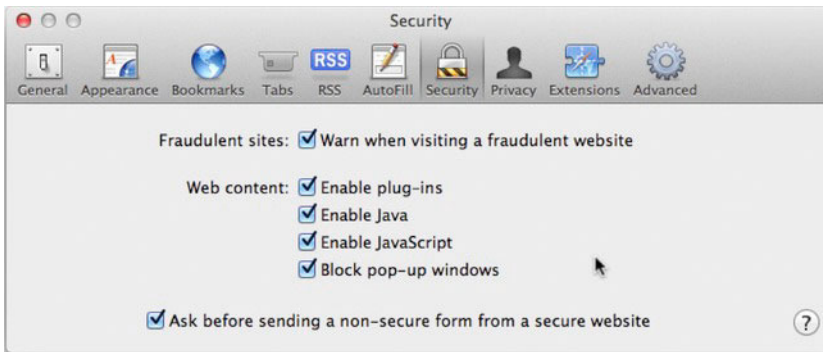 Security
General Appearance Bookmarks Tabs RSS RSS AutoFill Security Privacy Extensions Advanced
Fraudulent sites: Warn when visiting a fraudulent website
Web content: Enable plug-ins
Enable Java
Enable JavaScript
Block pop-up windows
Ask before sending a non-secure form from a secure website
?